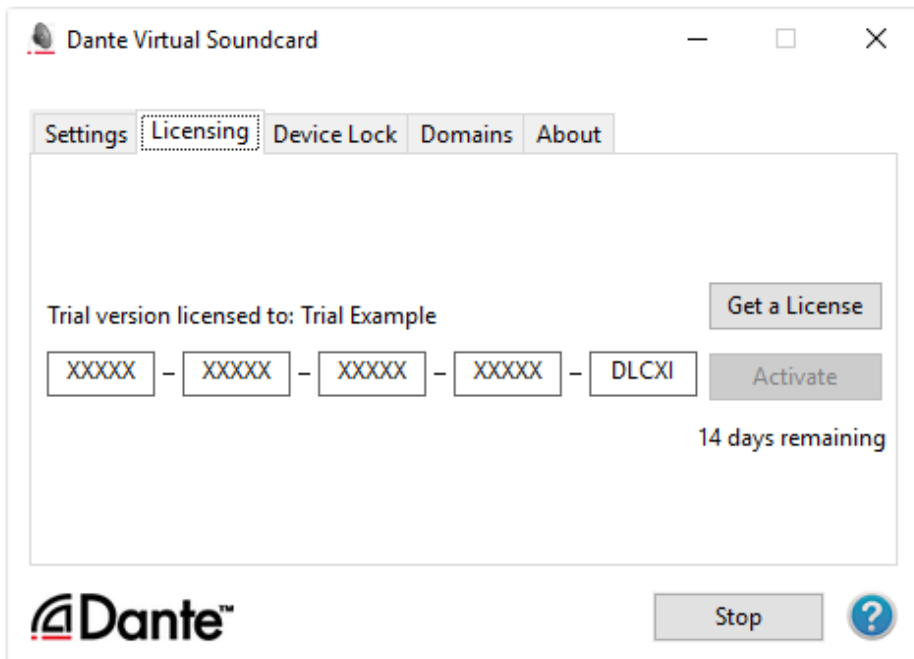 Dante Virtual Soundcard
Settings Licensing Device Lock Domains About
Get a License
Trial version licensed to: Trial Example
XXXXX – XXXXX – XXXXX – XXXXX – DLCXI
Activate
14 days remaining
Dante™
Stop
?